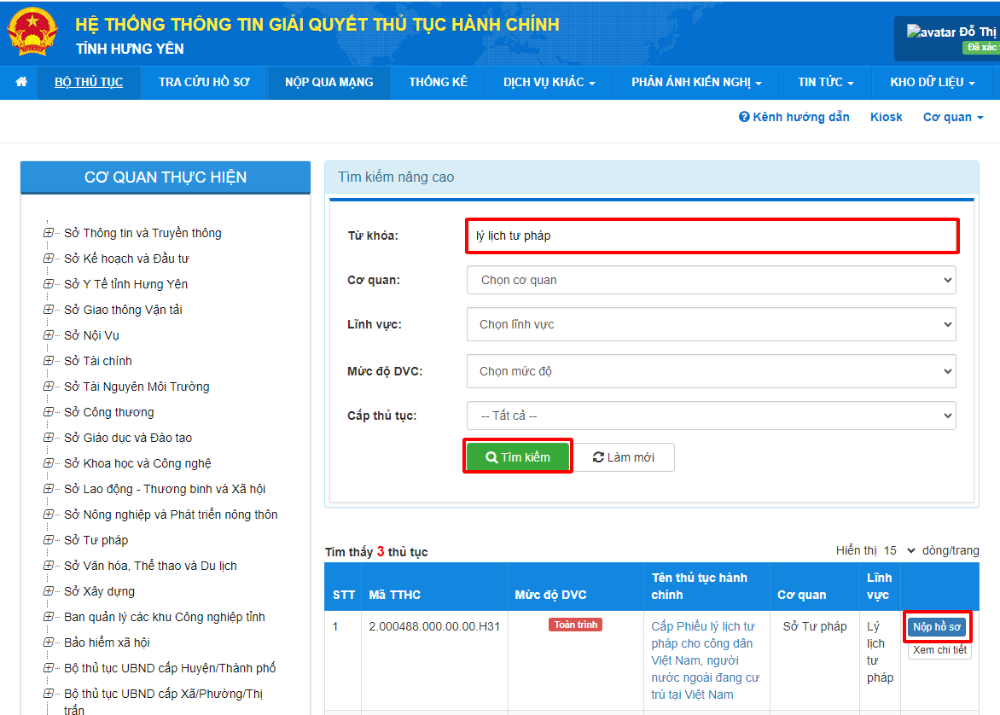 HỆ THỐNG THÔNG TIN GIẢI QUYẾT THỦ TỤC HÀNH CHÍNH
TỈNH HƯNG YÊN
avatar Đỗ Thị
Đã xác
BỘ THỦ TỤC TRA CỨU HỒ SƠ NỘP QUA MẠNG THỐNG KÊ DỊCH VỤ KHÁC PHẢN ÁNH KIẾN NGHỊ TIN TỨC KHO DỮ LIỆU
Kênh hướng dẫn Kiosk Cơ quan
CƠ QUAN THỰC HIỆN
Sở Thông tin và Truyền thông
Sở Kế hoạch và Đầu tư
Sở Y Tế tỉnh Hưng Yên
Sở Giao thông Vận tải
Sở Nội Vụ
Sở Tài chính
Sở Tài Nguyên Môi Trường
Sở Công thương
Sở Giáo dục và Đào tạo
Sở Khoa học và Công nghệ
Sở Lao động - Thương binh và Xã hội
Sở Nông nghiệp và Phát triển nông thôn
Sở Tư pháp
Sở Văn hóa, Thể thao và Du lịch
Sở Xây dựng
Ban quản lý các khu Công nghiệp tỉnh
Bảo hiểm xã hội
Bộ thủ tục UBND cấp Huyện/Thành phố
Bộ thủ tục UBND cấp Xã/Phường/Thị
trấn
Tìm kiếm nâng cao
Từ khóa: lý lịch tư pháp
Cơ quan: Chọn cơ quan
Lĩnh vực: Chọn lĩnh vực
Mức độ DVC: Chọn mức độ
Cấp thủ tục: -- Tất cả --
Tìm kiếm Làm mới
Tìm thấy 3 thủ tục Hiển thị 15 dòng/trang
STT Mã TTHC Mức độ DVC Tên thủ tục hành
chính Cơ quan Lĩnh
vực
1 2.000488.000.00.00.H31 Toàn trình Cấp Phiếu lý lịch tư
pháp cho công dân
Việt Nam, người
nước ngoài đang cư
trú tại Việt Nam
Sở Tư pháp
Lý
lịch
tư
pháp
Nộp hồ sơ
Xem chi tiết